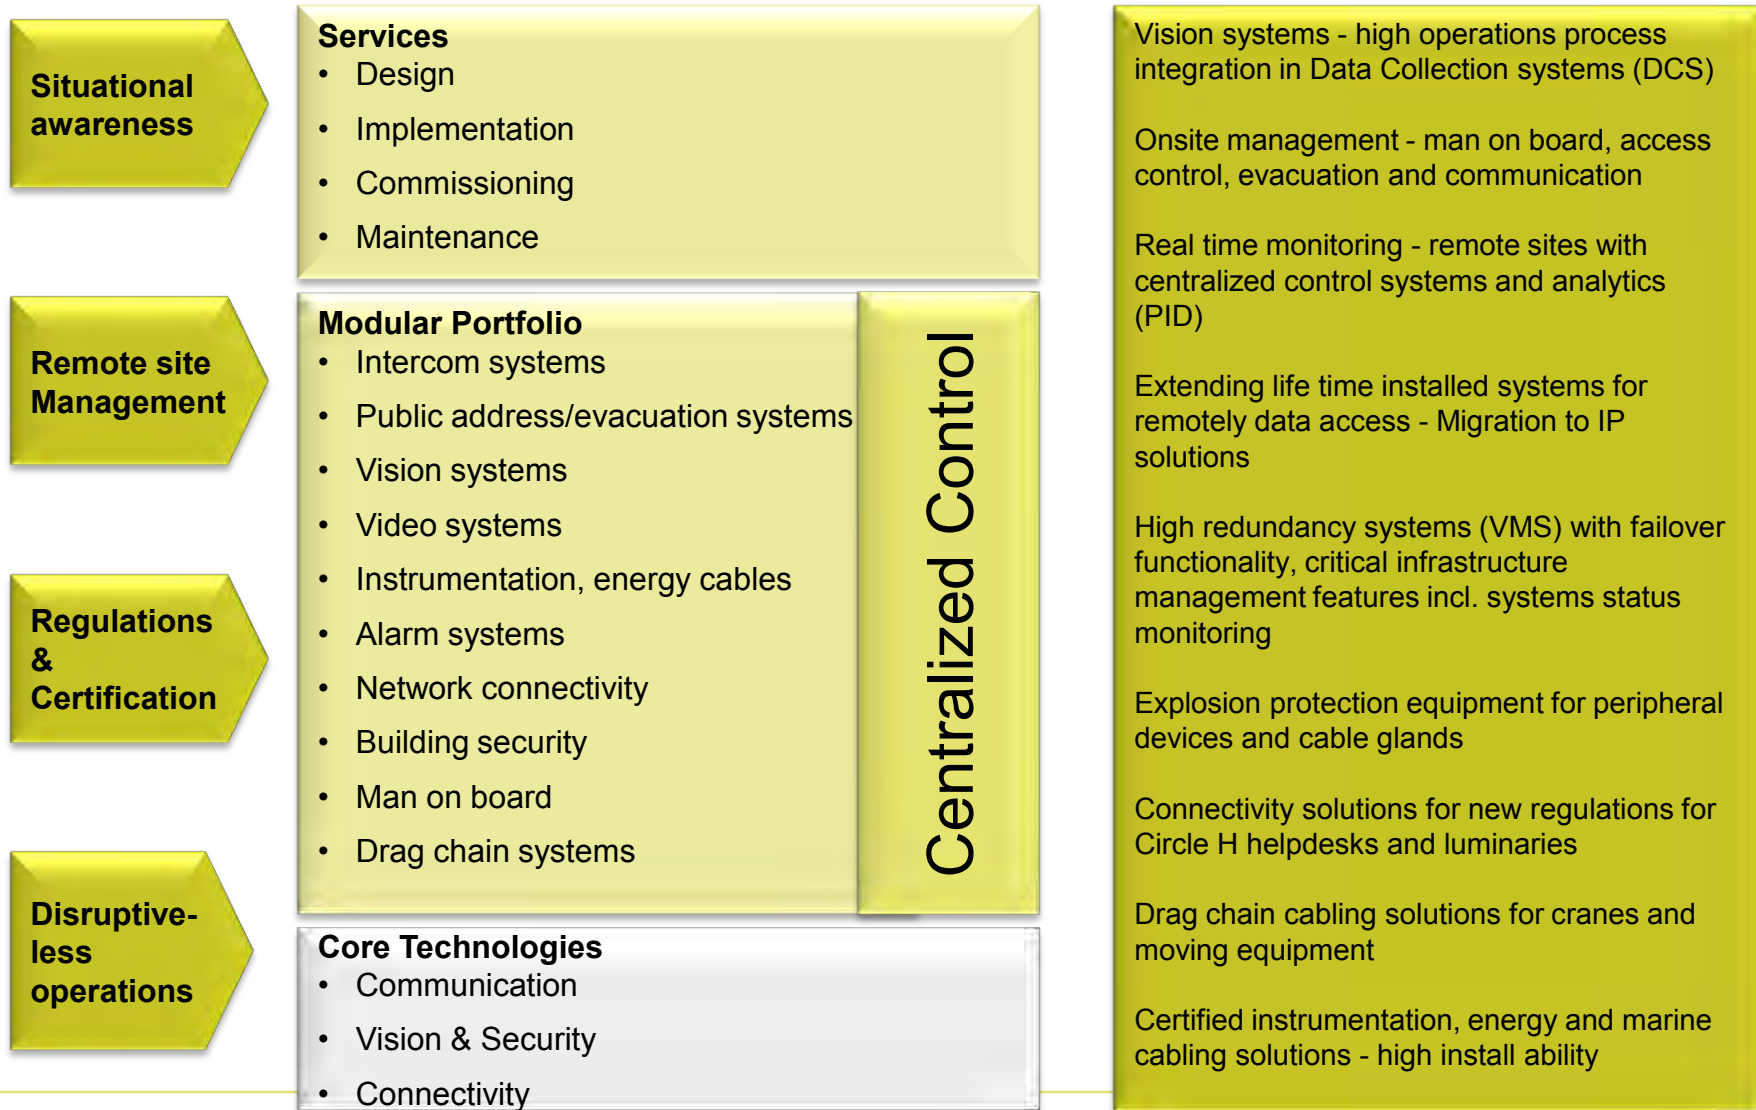 Situational
awareness
Remote site
Management
Regulations
&
Certification
Disruptive-
less
operations
Services
• Design
• Implementation
• Commissioning
• Maintenance
Modular Portfolio
• Intercom systems
• Public address/evacuation systems
• Vision systems
• Video systems
• Instrumentation, energy cables
• Alarm systems
• Network connectivity
• Building security
• Man on board
• Drag chain systems
Centralized Control
Core Technologies
• Communication
• Vision & Security
• Connectivity
Vision systems - high operations process
integration in Data Collection systems (DCS)
Onsite management - man on board, access
control, evacuation and communication
Real time monitoring - remote sites with
centralized control systems and analytics
(PID)
Extending life time installed systems for
remotely data access - Migration to IP
solutions
High redundancy systems (VMS) with failover
functionality, critical infrastructure
management features incl. systems status
monitoring
Explosion protection equipment for peripheral
devices and cable glands
Connectivity solutions for new regulations for
Circle H helpdesks and luminaries
Drag chain cabling solutions for cranes and
moving equipment
Certified instrumentation, energy and marine
cabling solutions - high install ability